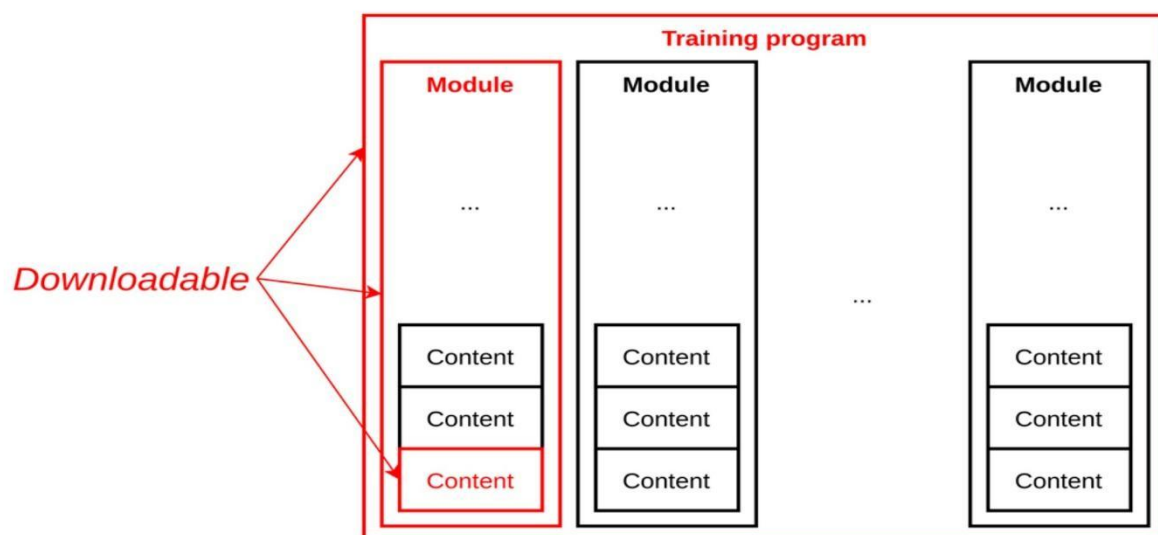 Training program
Module Module Module
... ... ...
Downloadable
...
Content Content Content
Content Content Content
Content Content Content